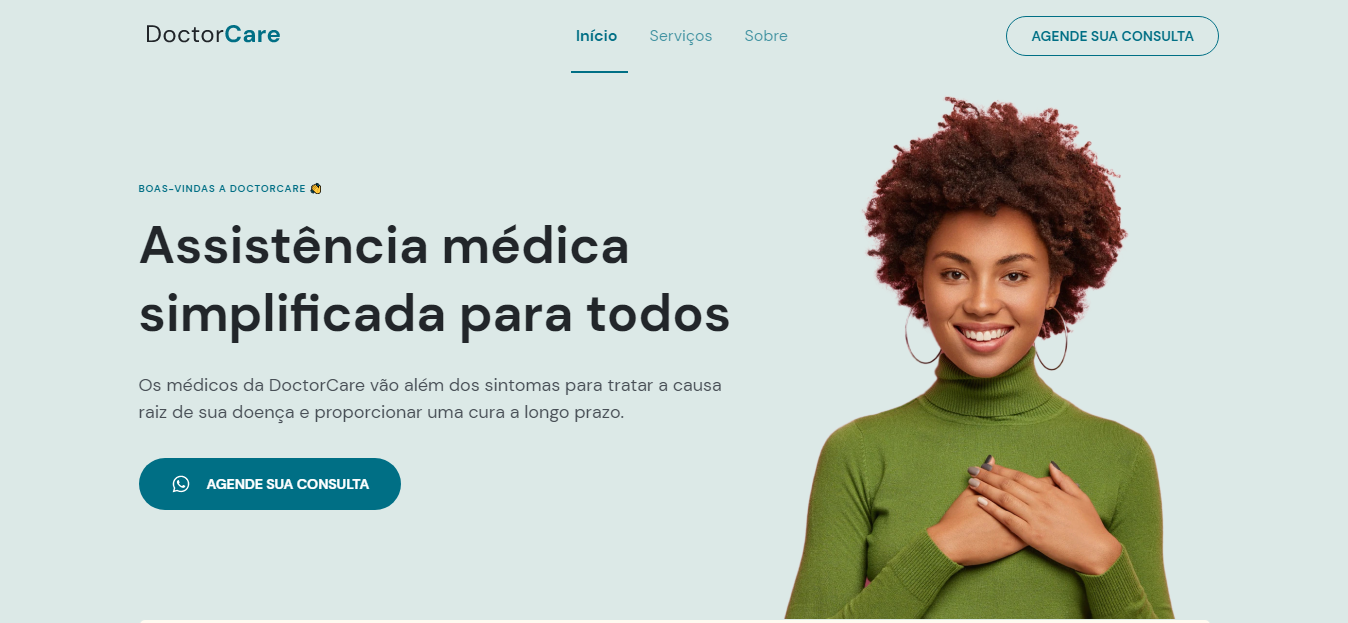 DoctorCare
Início
Serviços
Sobre
AGENDE SUA CONSULTA
BOAS-VINDAS A DOCTORCARE 👋
Assistência médica
simplificada para todos
Os médicos da DoctorCare vão além dos sintomas para tratar a causa
raiz de sua doença e proporcionar uma cura a longo prazo.
AGENDE SUA CONSULTA